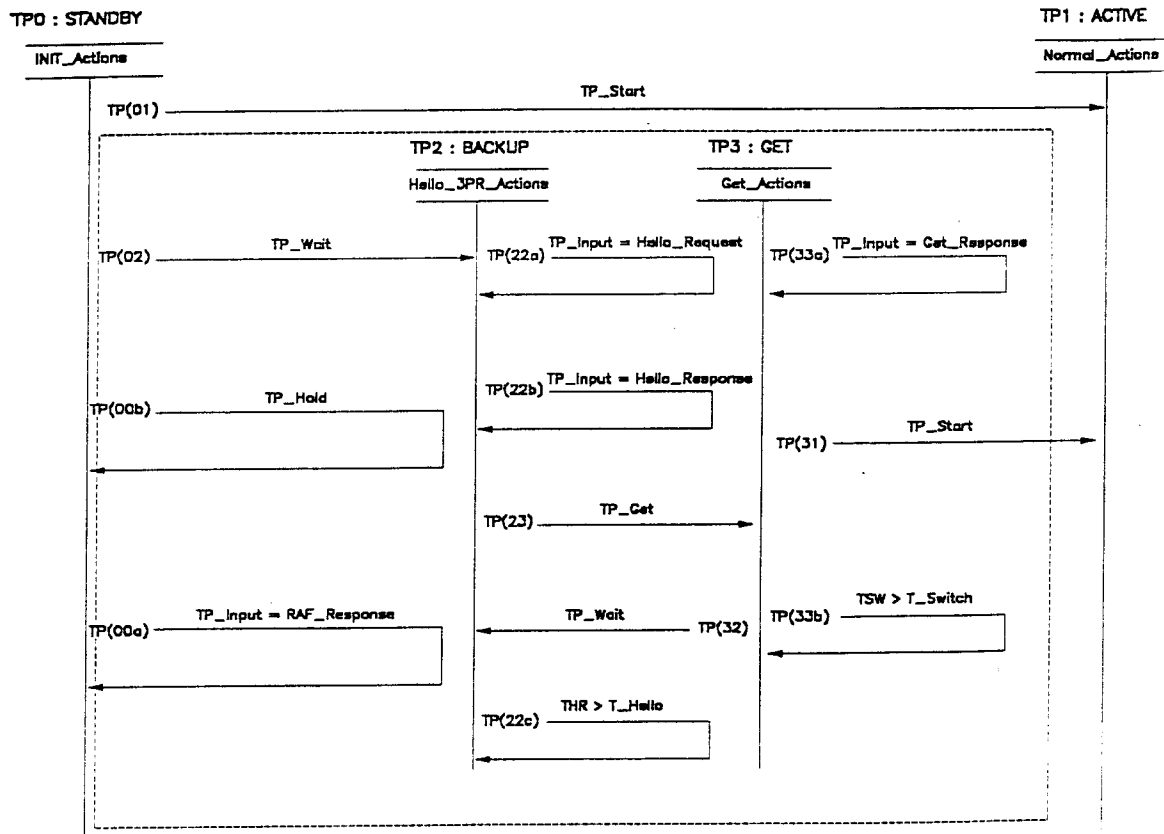 TP0 : STANDBY
TP1 : ACTIVE
INIT_Actions
Normal_Actions
TP(01)
TP_Start
TP2 : BACKUP
TP3 : GET
Hello_3PR_Actions
Get_Actions
TP(02)
TP_Wait
TP(22a)
TP_Input = Hello_Request
TP(33a)
TP_Input = Get_Response
TP(00b)
TP_Hold
TP(22b)
TP_Input = Hello_Response
TP(31)
TP_Start
TP(23)
TP_Get
TP(00a)
TP_Input = RAF_Response
TP_Wait
TP(32)
TP(33b)
TSW > T_Switch
TP(22c)
THR > T_Hello